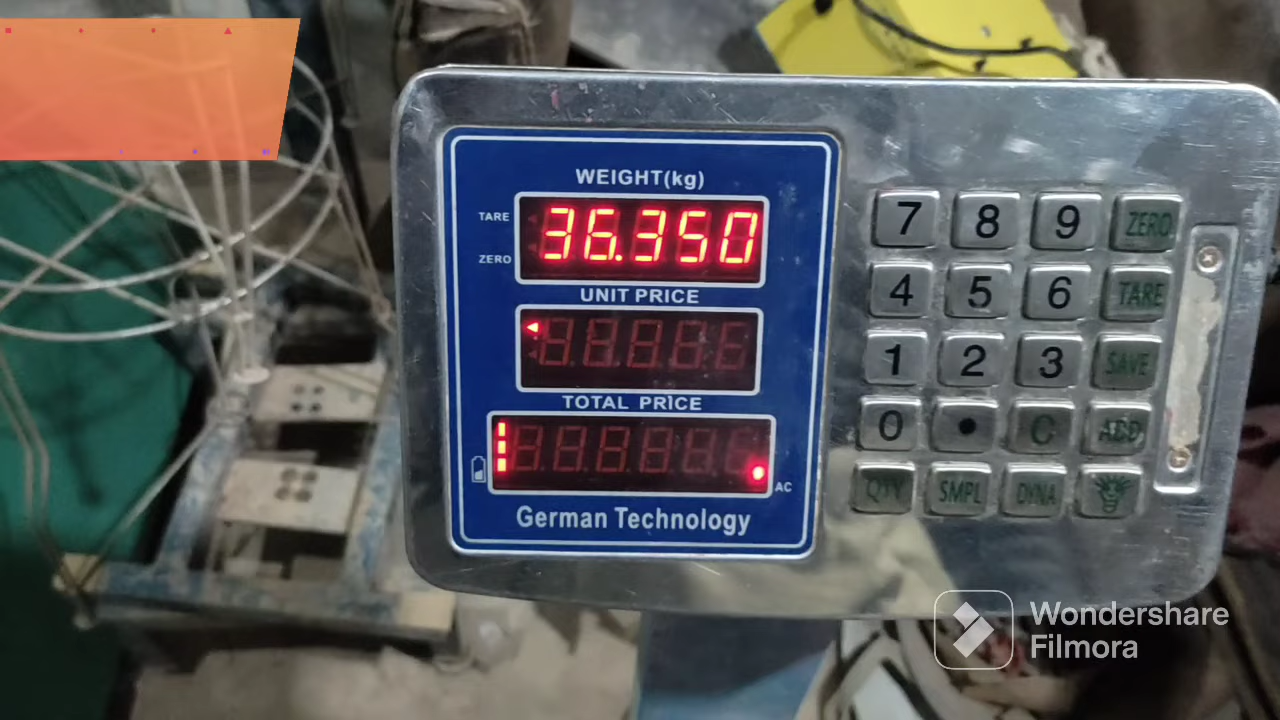 WEIGHT(kg)
TARE
36.350
ZERO
UNIT PRICE
TOTAL PRICE
AC
German Technology
7 8 9 ZERO
4 5 6 TARE
1 2 3 SAVE
0 . C ADD
QTY SMPL DYNA
Wondershare
Filmora